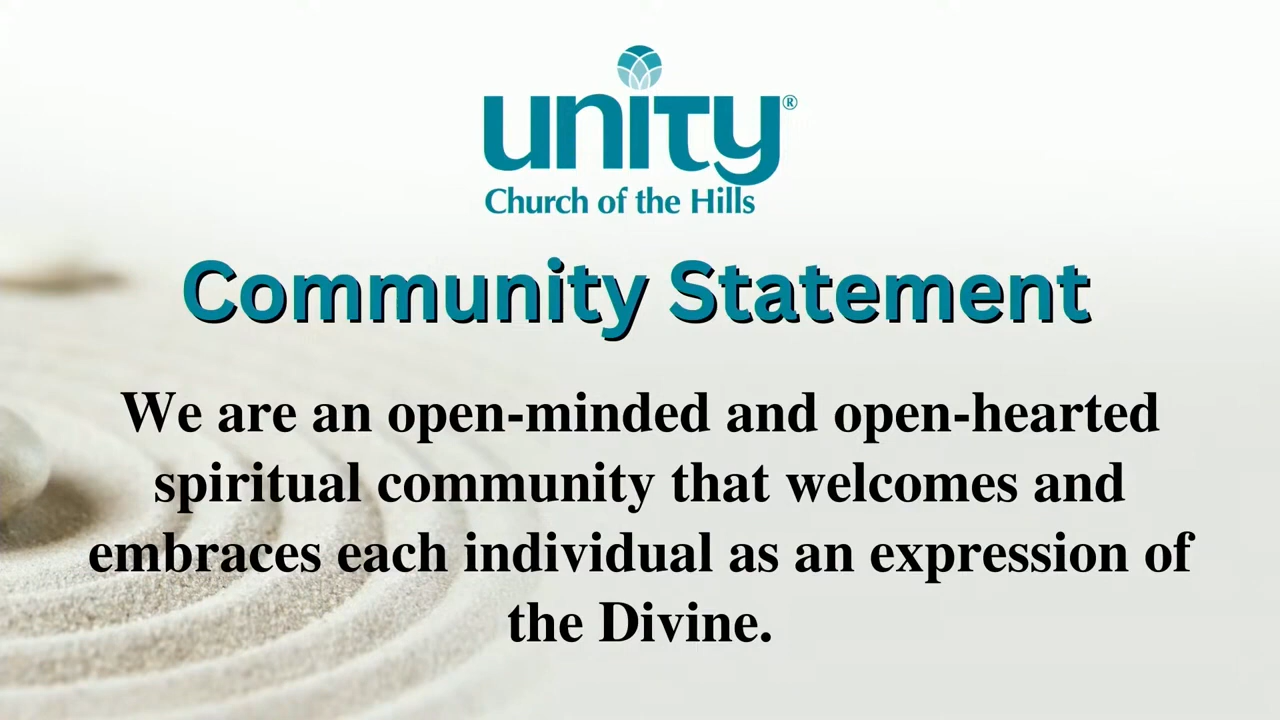 unity®
Church of the Hills
Community Statement
We are an open-minded and open-hearted
spiritual community that welcomes and
embraces each individual as an expression of
the Divine.